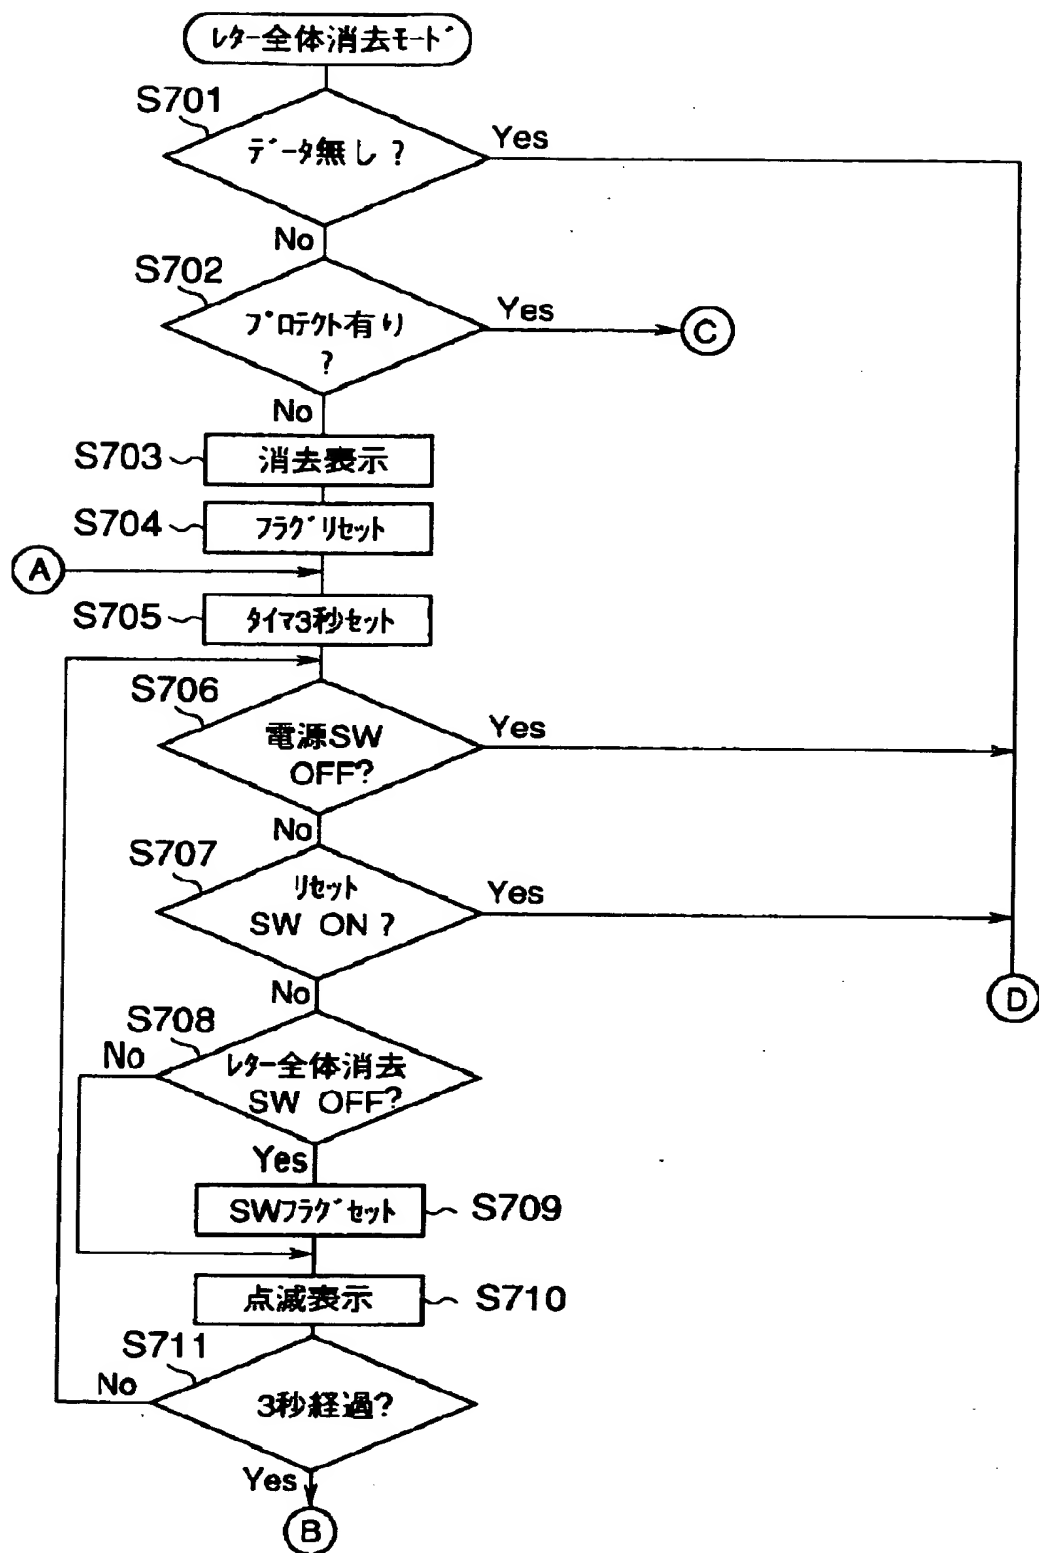 ﾚﾀｰ全体消去ﾓｰﾄﾞ
S701
ﾃﾞｰﾀ無し？
Yes
No
S702
ﾌﾟﾛﾃｸﾄ有り
？
Yes
C
No
S703
消去表示
S704
ﾌﾗｸﾞﾘｾｯﾄ
A
S705
ﾀｲﾏ3秒ｾｯﾄ
S706
電源SW
OFF?
Yes
No
S707
ﾘｾｯﾄ
SW ON？
Yes
No
D
S708
No
ﾚﾀｰ全体消去
SW OFF?
Yes
SWﾌﾗｸﾞｾｯﾄ
S709
点滅表示
S710
S711
No
3秒経過?
Yes
B